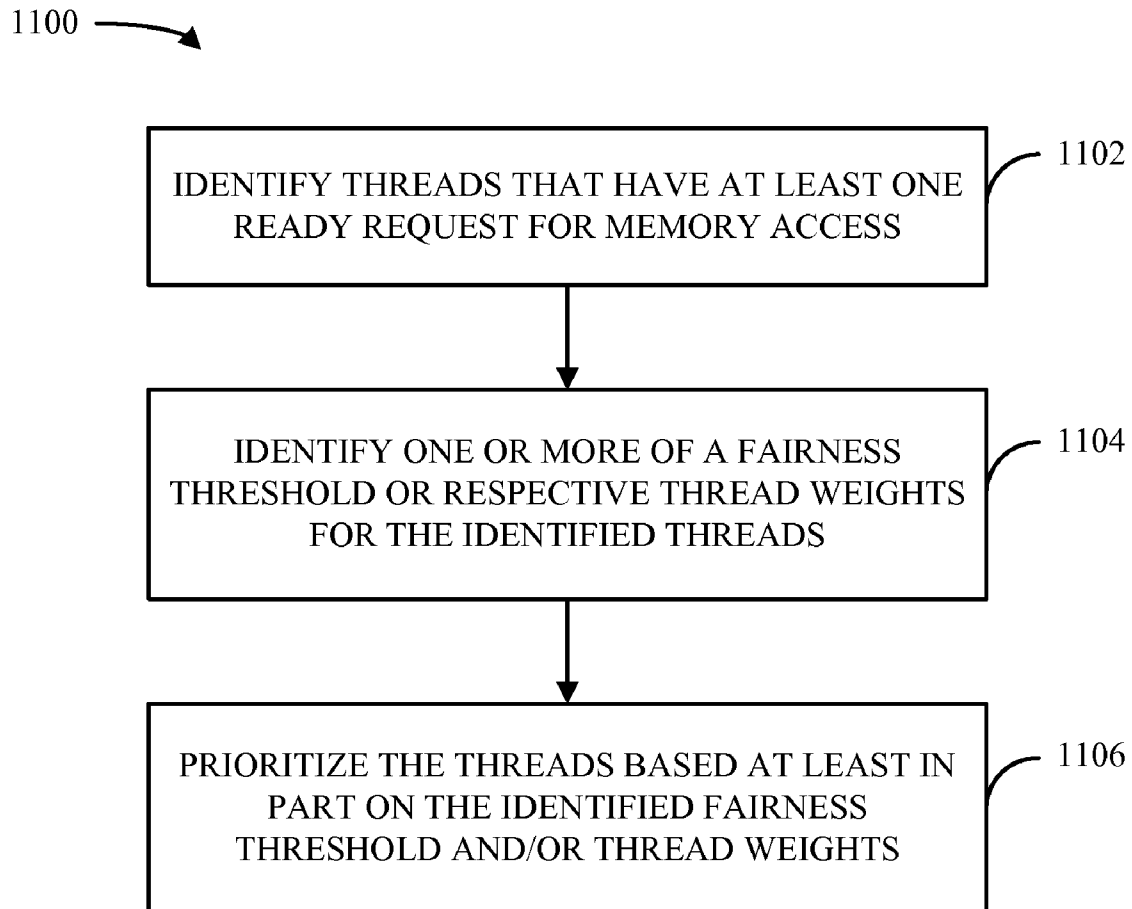 1100
IDENTIFY THREADS THAT HAVE AT LEAST ONE
READY REQUEST FOR MEMORY ACCESS
1102
IDENTIFY ONE OR MORE OF A FAIRNESS
THRESHOLD OR RESPECTIVE THREAD WEIGHTS
FOR THE IDENTIFIED THREADS
1104
PRIORITIZE THE THREADS BASED AT LEAST IN
PART ON THE IDENTIFIED FAIRNESS
THRESHOLD AND/OR THREAD WEIGHTS
1106